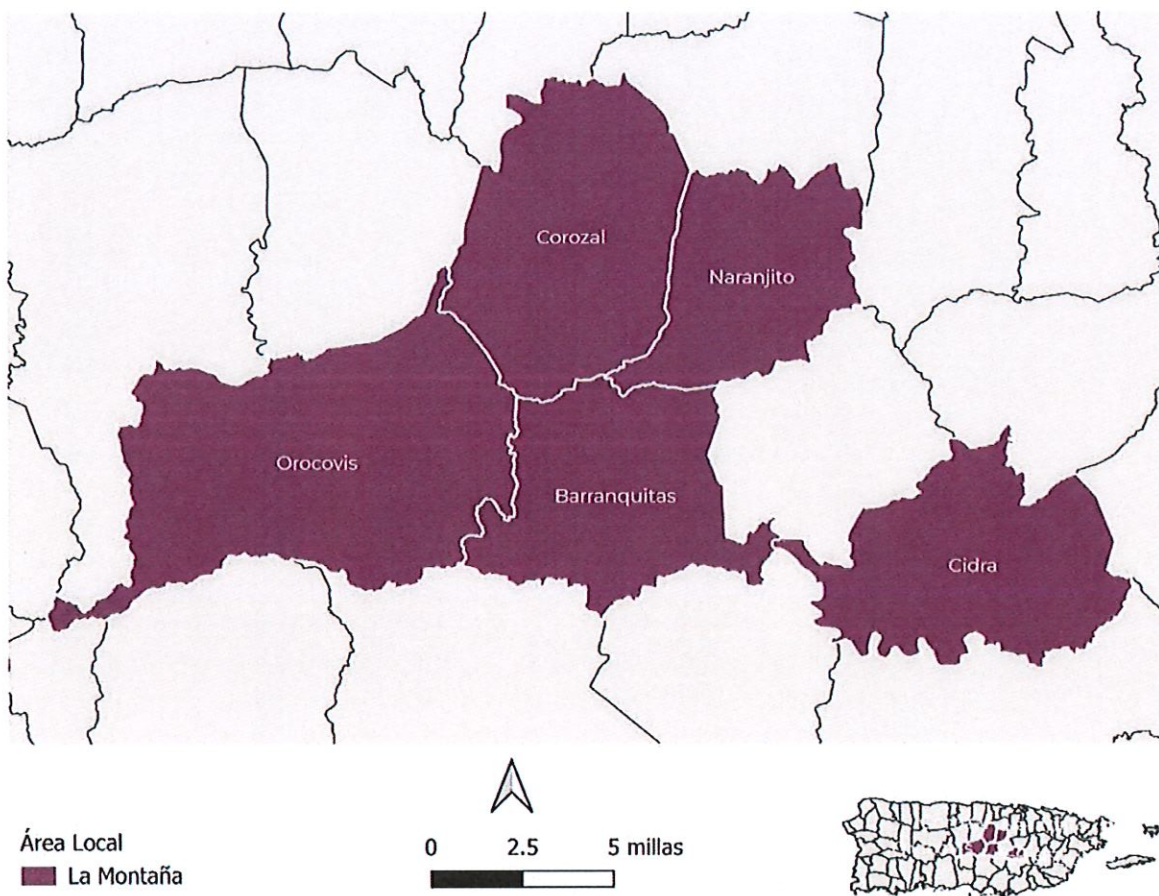 Corozal
Naranjito
Orocovis
Barranquitas
Cidra
Área Local
La Montaña
0 2.5 5 millas